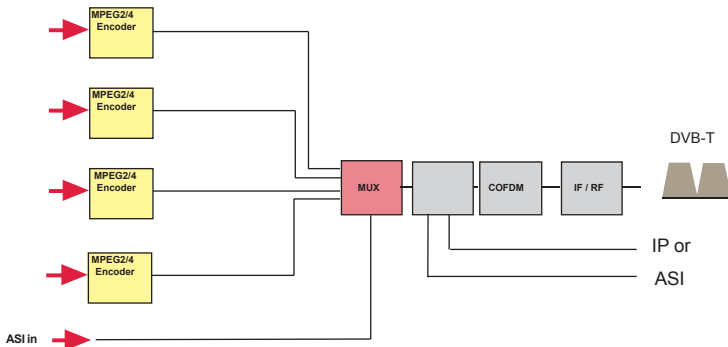 MPEG2/4
Encoder
MPEG2/4
Encoder
MPEG2/4
Encoder
MPEG2/4
Encoder
MUX
COFDM
IF / RF
DVB-T
IP or
ASI
ASI in